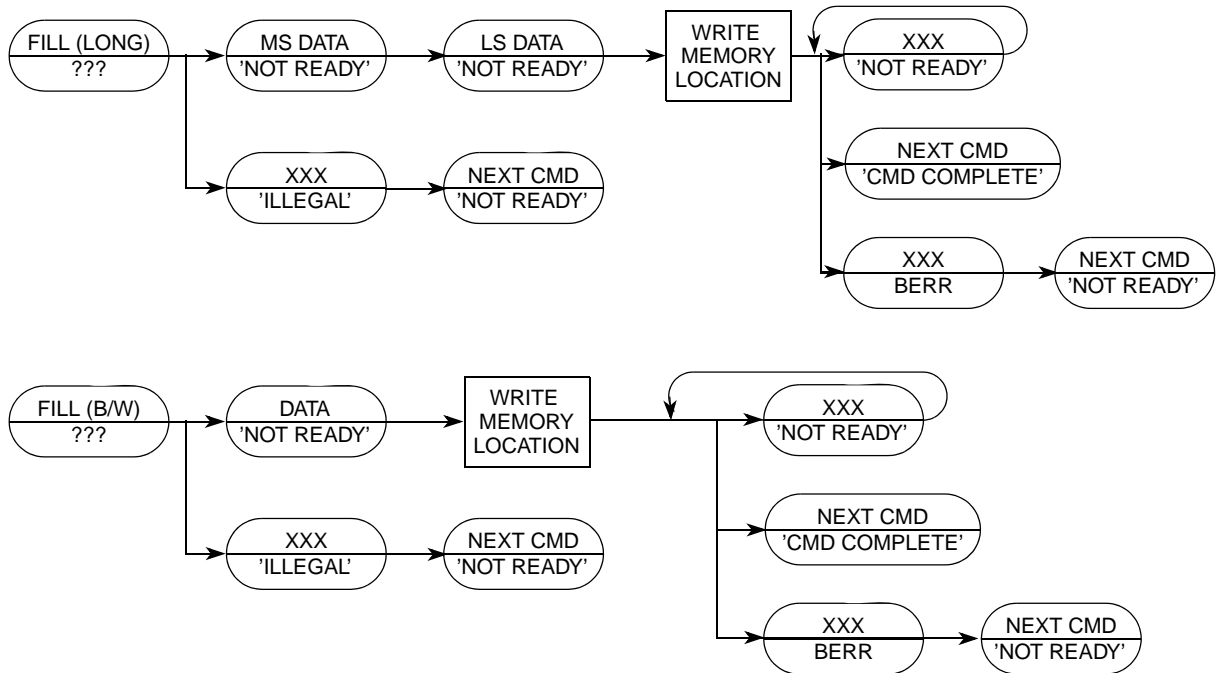 FILL (LONG)
???
MS DATA
'NOT READY'
LS DATA
'NOT READY'
WRITE
MEMORY
LOCATION
XXX
'NOT READY'
XXX
'ILLEGAL'
NEXT CMD
'NOT READY'
NEXT CMD
'CMD COMPLETE'
XXX
BERR
NEXT CMD
'NOT READY'
FILL (B/W)
???
DATA
'NOT READY'
WRITE
MEMORY
LOCATION
XXX
'NOT READY'
XXX
'ILLEGAL'
NEXT CMD
'NOT READY'
NEXT CMD
'CMD COMPLETE'
XXX
BERR
NEXT CMD
'NOT READY'